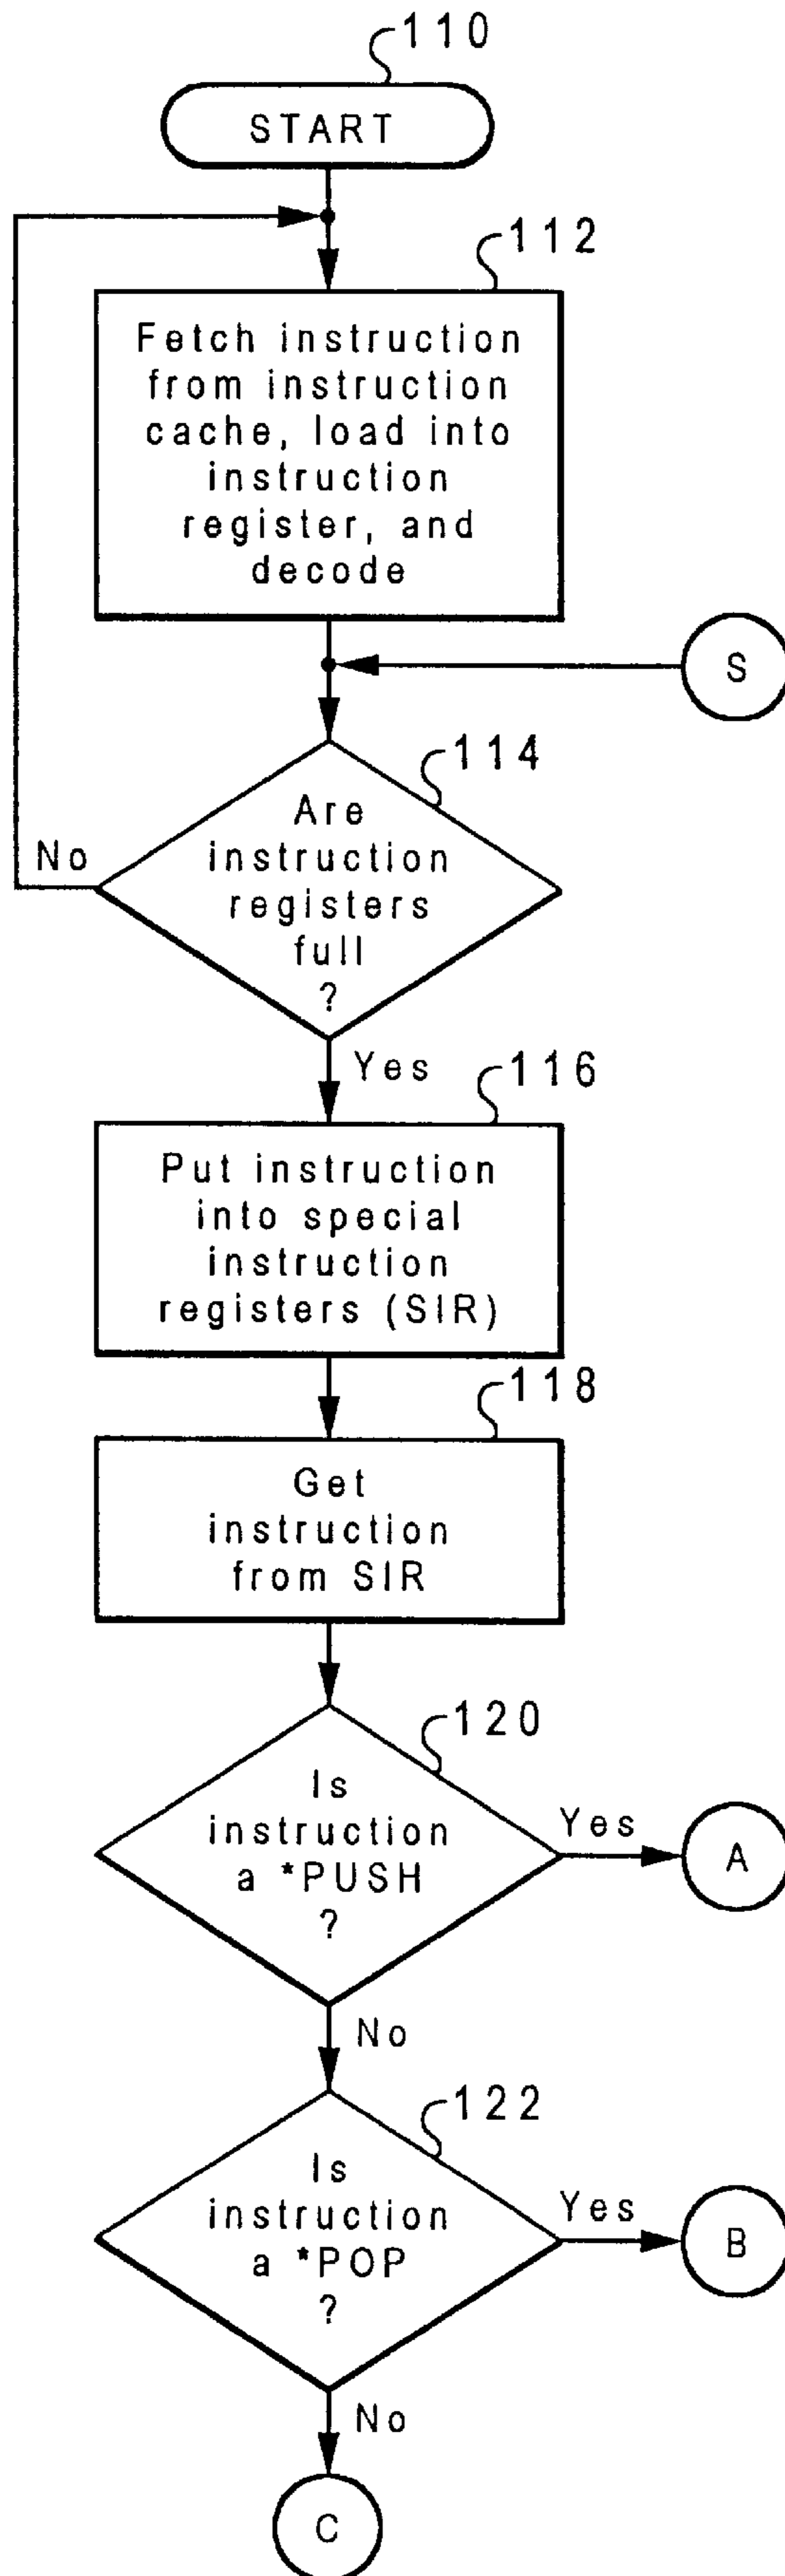 110
START
112
Fetch instruction
from instruction
cache, load into
instruction
register, and
decode
S
114
Are
instruction
registers
full
?
No
Yes
116
Put instruction
into special
instruction
registers (SIR)
118
Get
instruction
from SIR
120
Is
instruction
a *PUSH
?
Yes
A
No
122
Is
instruction
a *POP
?
Yes
B
No
C